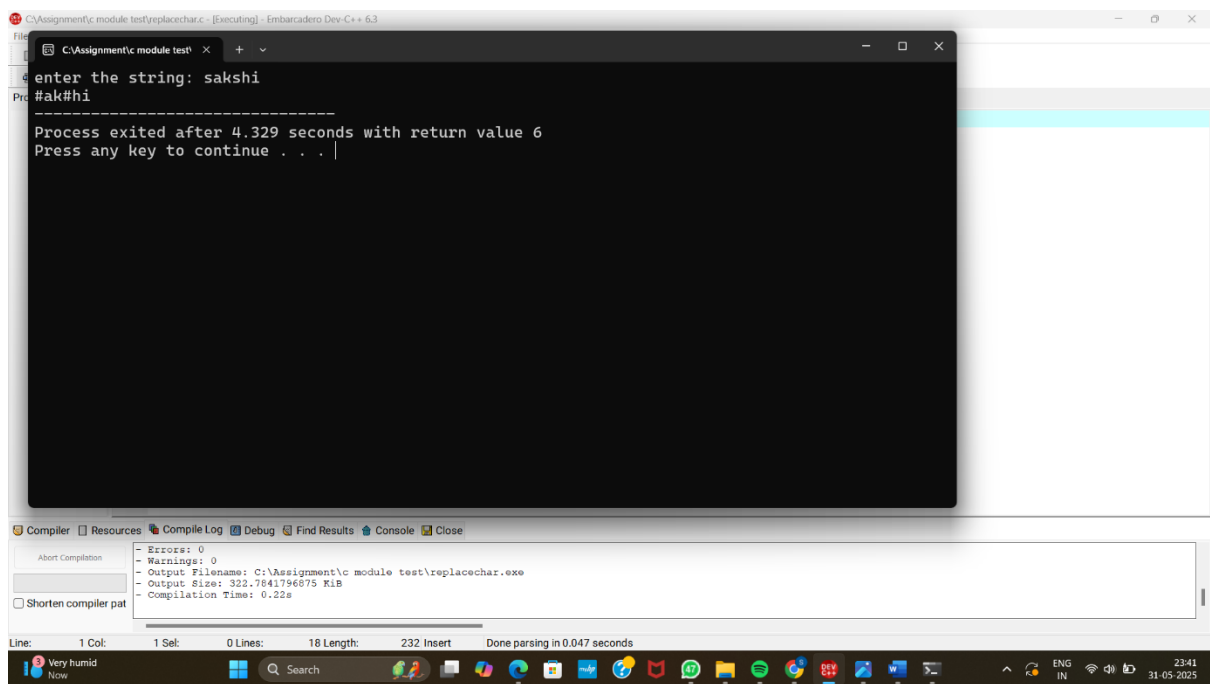 C:\Assignment\c module test\replacechar.c - [Executing] - Embarcadero Dev-C++ 6.3
File
C:\Assignment\c module test\
enter the string: sakshi
#ak#hi
--------------------------------
Process exited after 4.329 seconds with return value 6
Press any key to continue . . .
Compiler Resources Compile Log Debug Find Results Console Close
Abort Compilation
Shorten compiler pat
- Errors: 0
- Warnings: 0
- Output Filename: C:\Assignment\c module test\replacechar.exe
- Output Size: 322.7841796875 KiB
- Compilation Time: 0.22s
Line: 1 Col: 1 Sel: 0 Lines: 18 Length: 232 Insert Done parsing in 0.047 seconds
3
Very humid
Now
Search
47
DEV C++
ENG
IN
23:41
31-05-2025